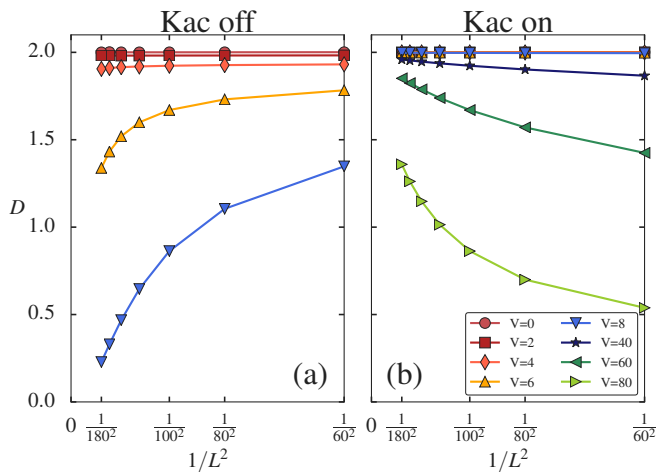 Kac off
Kac on
2.0
1.5
1.0
0.5
0.0
D
(a)
(b)
V=0
V=2
V=4
V=6
V=8
V=40
V=60
V=80
0 1/180² 1/100² 1/80² 1/60²
0 1/180² 1/100² 1/80² 1/60²
1/L²
1/L²